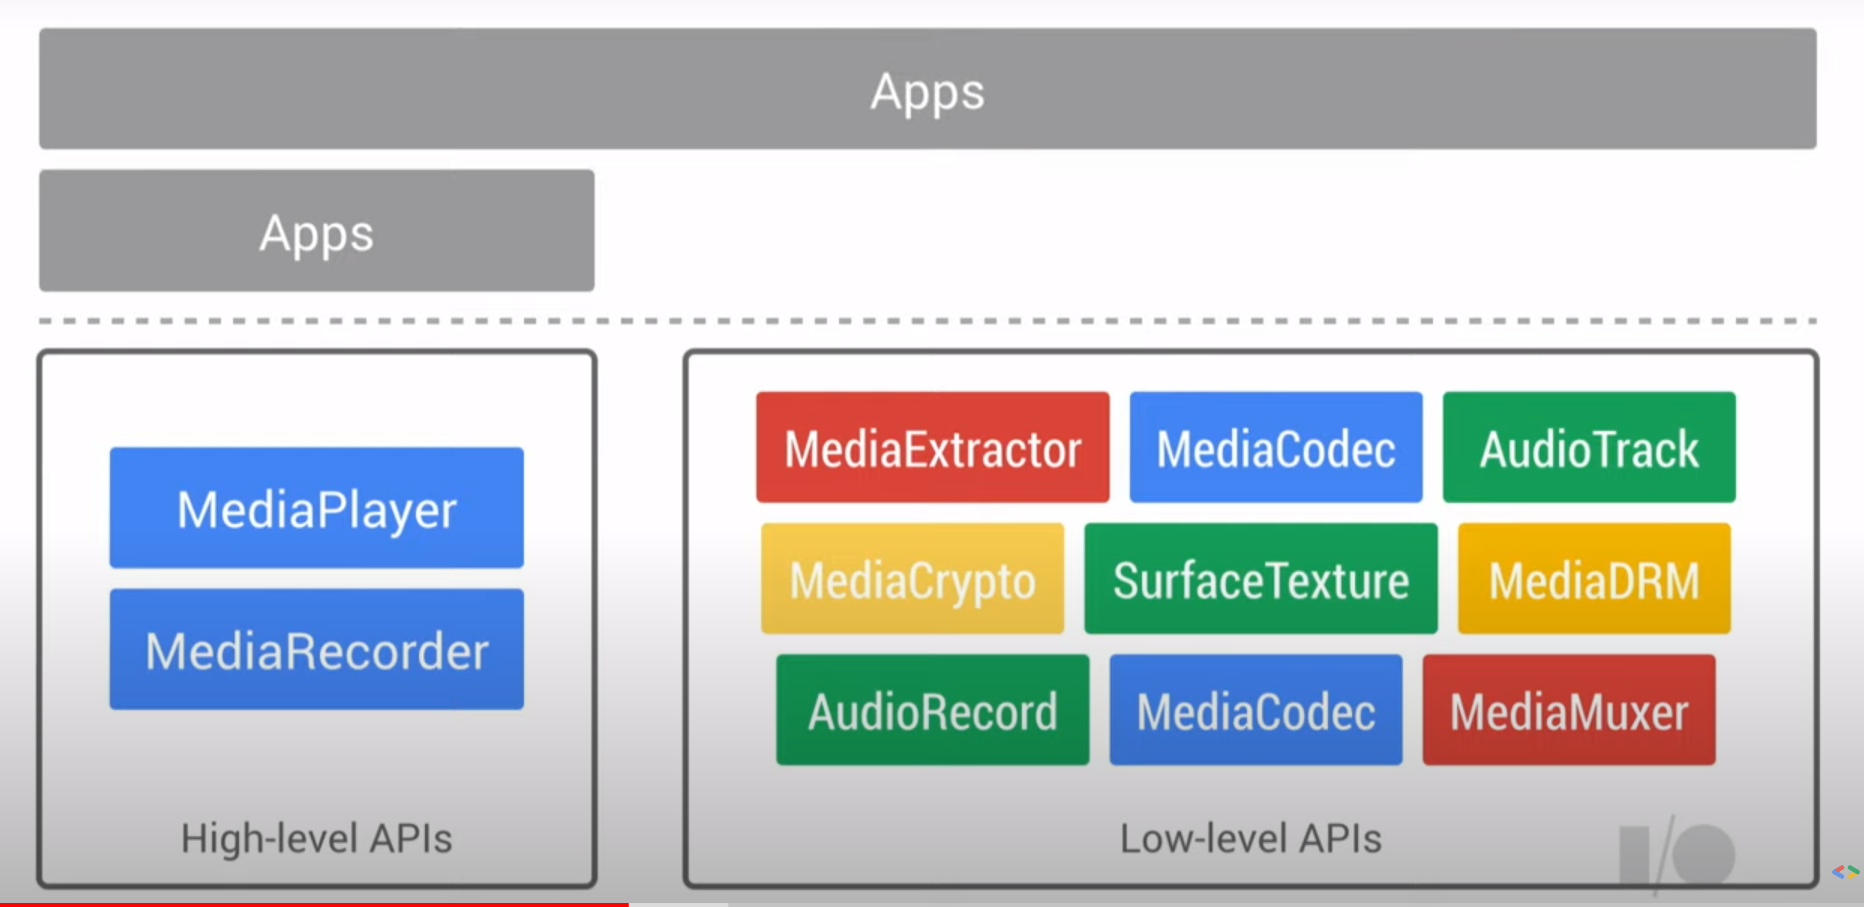 Apps
Apps
MediaPlayer
MediaRecorder
High-level APIs
MediaExtractor MediaCodec AudioTrack
MediaCrypto SurfaceTexture MediaDRM
AudioRecord MediaCodec MediaMuxer
Low-level APIs
I/O